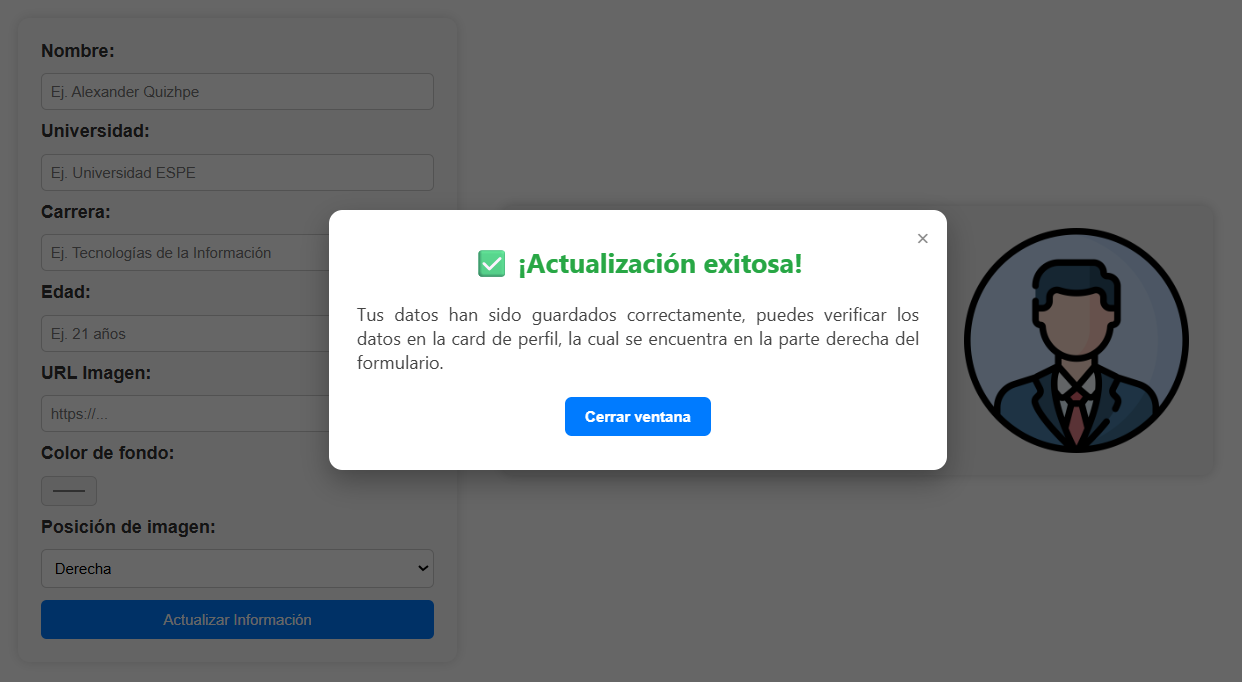 Nombre:
Ej. Alexander Quizhpe
Universidad:
Ej. Universidad ESPE
Carrera:
Ej. Tecnologías de la Información
Edad:
Ej. 21 años
URL Imagen:
https://...
Color de fondo:
Posición de imagen:
Derecha
Actualizar Información
×
✅ ¡Actualización exitosa!
Tus datos han sido guardados correctamente, puedes verificar los
datos en la card de perfil, la cual se encuentra en la parte derecha del
formulario.
Cerrar ventana